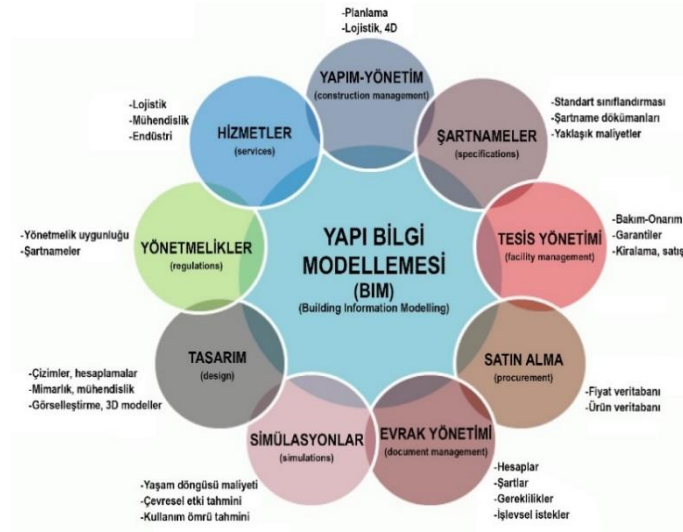 -Planlama
-Lojistik, 4D
YAPIM-YÖNETİM
(construction management)
-Standart sınıflandırması
-Şartname dökümanları
-Yaklaşık maliyetler
ŞARTNAMELER
(specifications)
-Bakım-Onarım
-Garantiler
-Kiralama, satış
TESİS YÖNETİMİ
(facility management)
SATIN ALMA
(procurement)
-Fiyat veritabanı
-Ürün veritabanı
EVRAK YÖNETİMİ
(document management)
-Hesaplar
-Şartlar
-Gereklilikler
-İşlevsel istekler
SİMÜLASYONLAR
(simulations)
-Yaşam döngüsü maliyeti
-Çevresel etki tahmini
-Kullanım ömrü tahmini
TASARIM
(design)
-Çizimler, hesaplamalar
-Mimarlık, mühendislik
-Görselleştirme, 3D modeller
YÖNETMELİKLER
(regulations)
-Yönetmelik uygunluğu
-Şartnameler
HİZMETLER
(services)
-Lojistik
-Mühendislik
-Endüstri
YAPI BİLGİ
MODELLEMESİ
(BIM)
(Building Information Modelling)